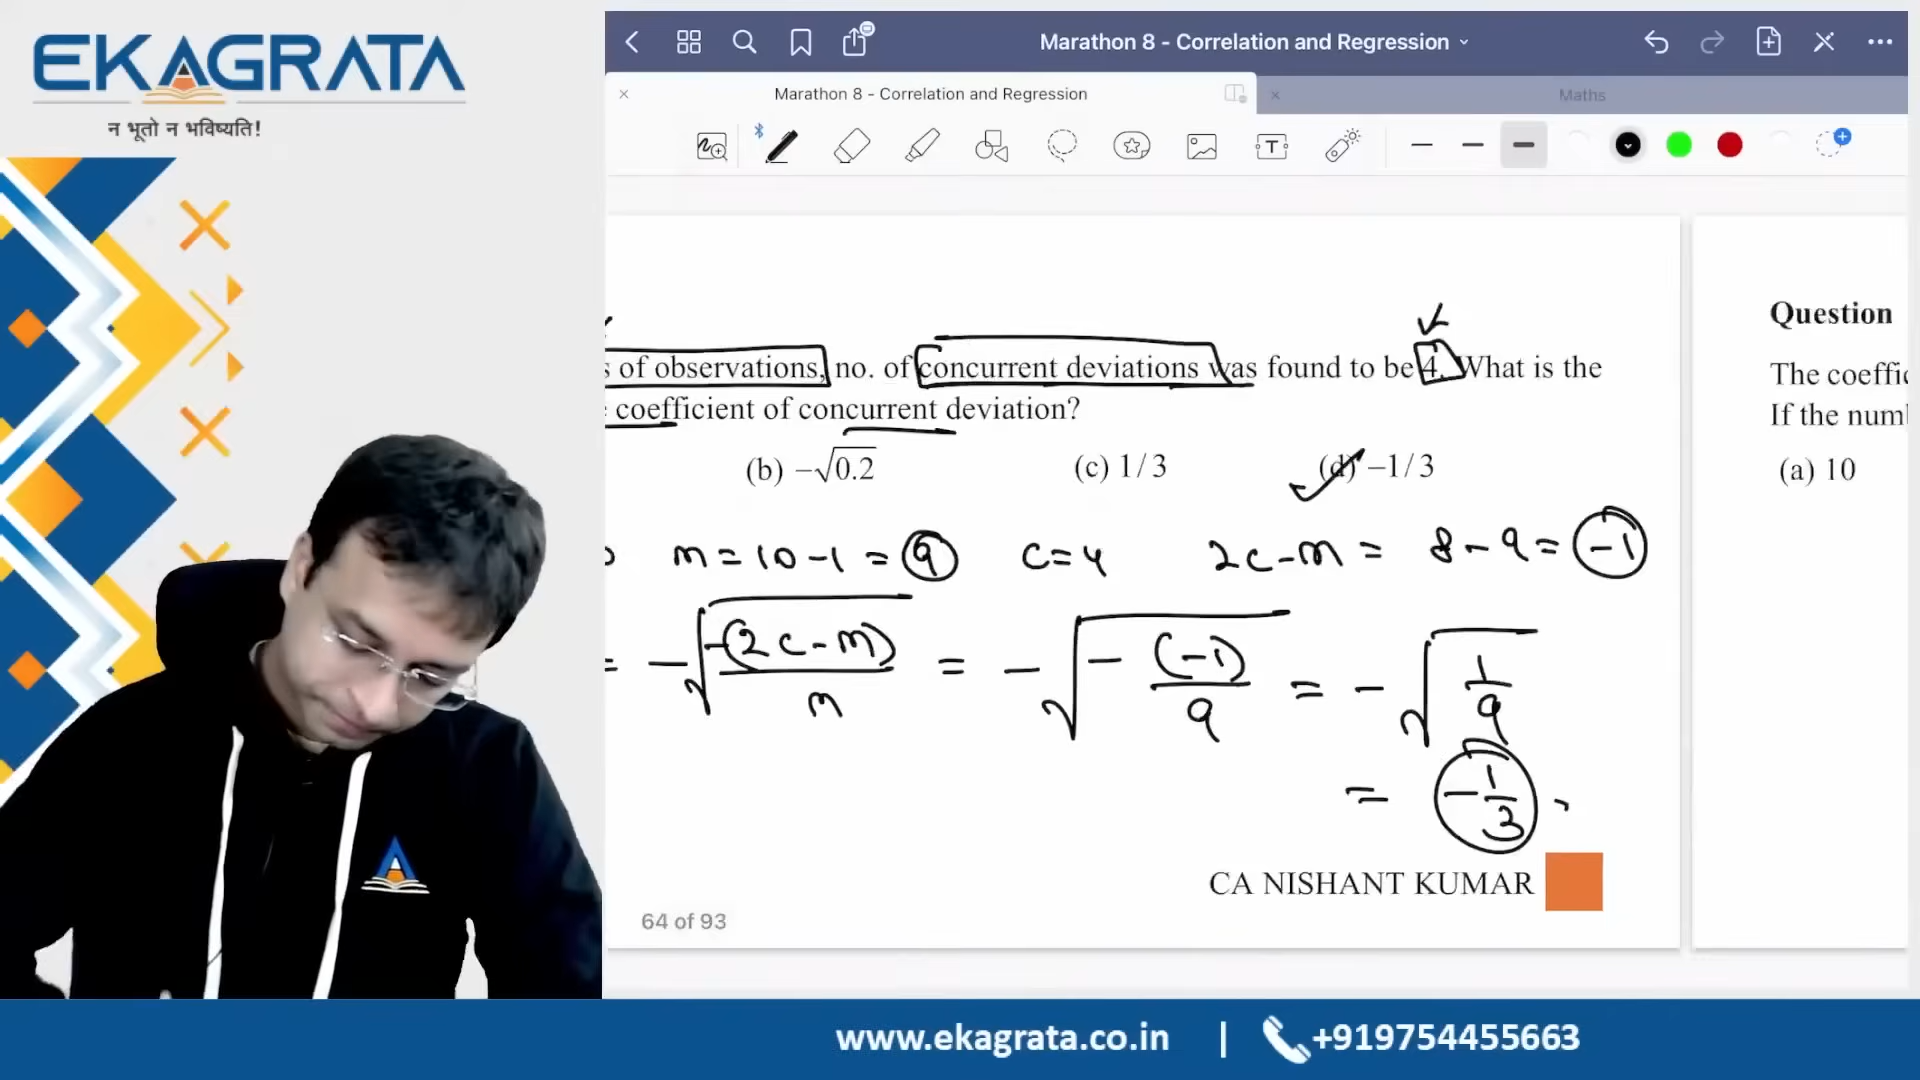 EKAGRATA
न भूतो न भविष्यति!
Marathon 8 - Correlation and Regression
Marathon 8 - Correlation and Regression
Maths
s of observations, no. of concurrent deviations was found to be 4. What is the
coefficient of concurrent deviation?
(b) −√0.2 (c) 1/3 (d) −1/3
m = 10 - 1 = 9 c = 4 2c - m = 8 - 9 = -1
= -√(-(2c - m)/m) = -√(-(-1)/9) = -√(1/9)
= -1/3
CA NISHANT KUMAR
64 of 93
Question
The
If the
(a) 10
www.ekagrata.co.in | +919754455663